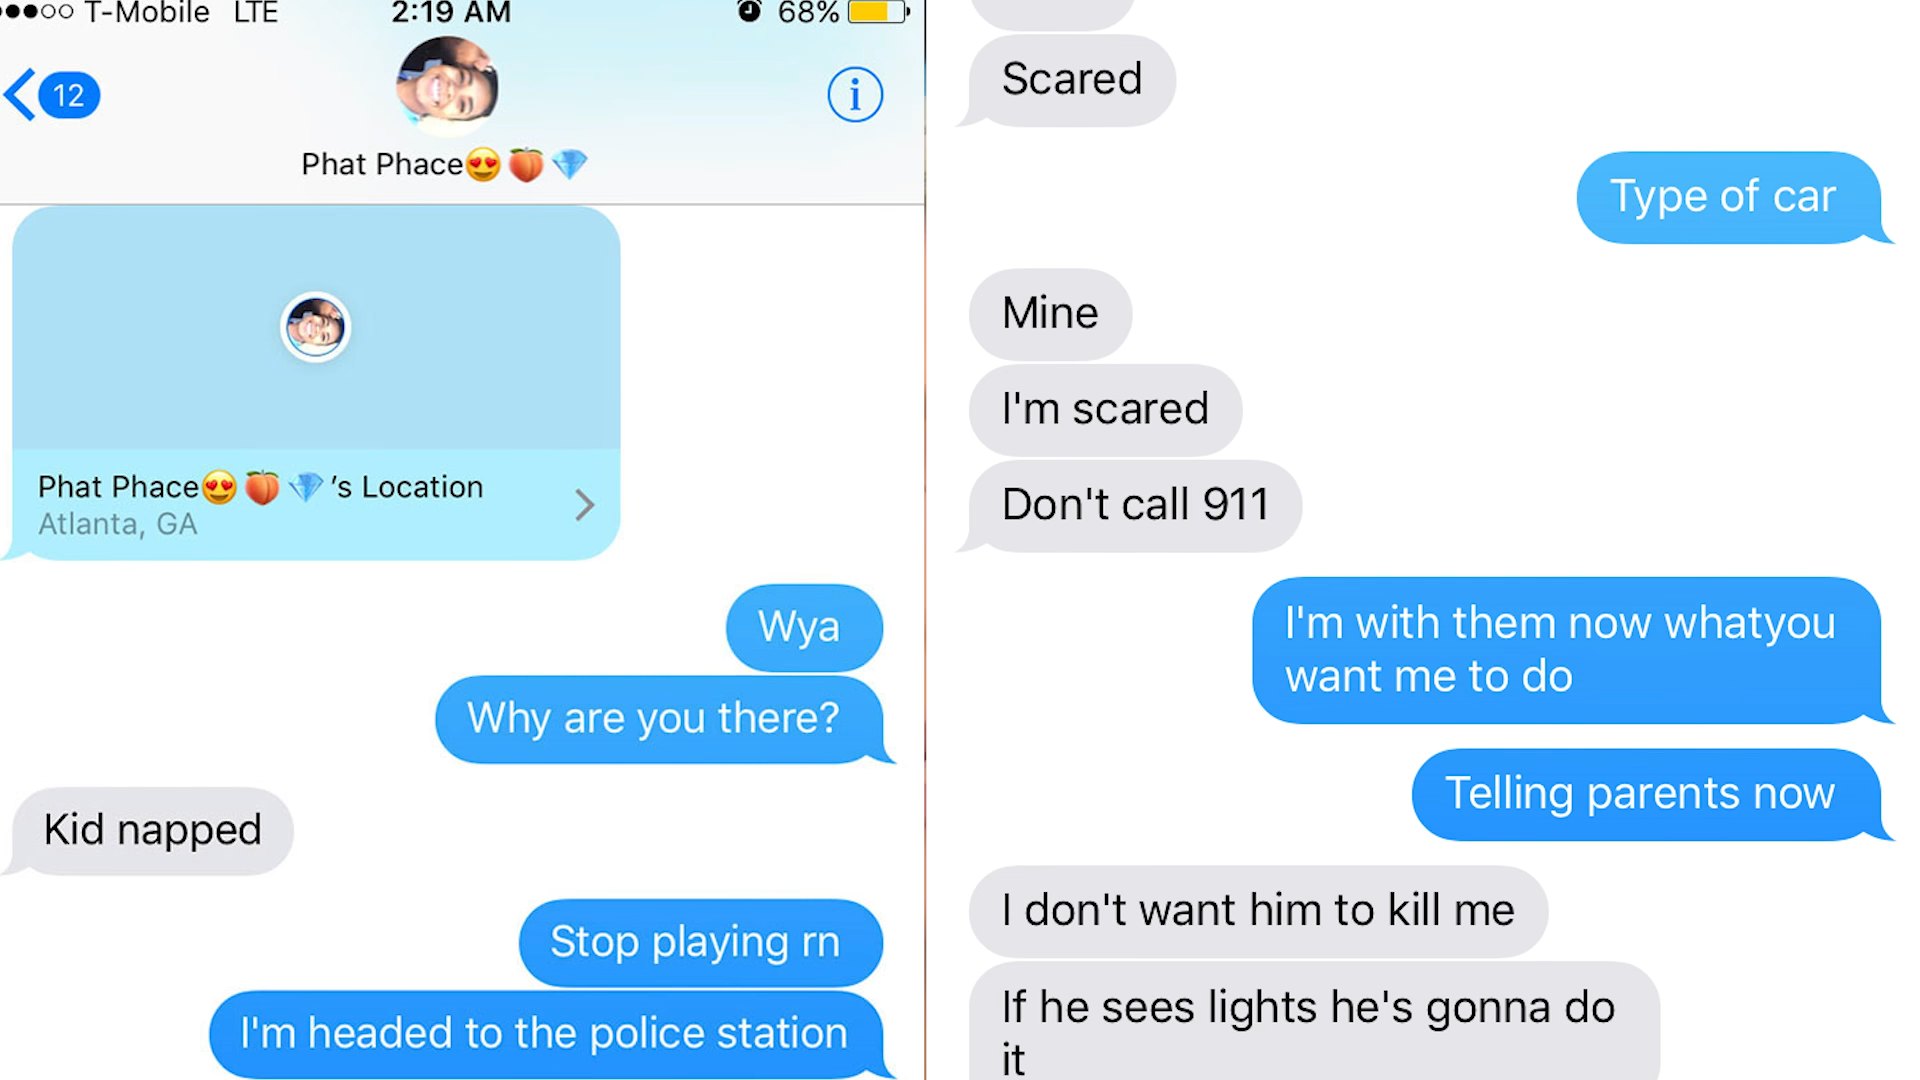 T-Mobile LTE 2:19 AM 68%
12
Phat Phace😍🍑💎
Phat Phace😍🍑💎's Location
Atlanta, GA
Wya
Why are you there?
Kid napped
Stop playing rn
I'm headed to the police station
Scared
Type of car
Mine
I'm scared
Don't call 911
I'm with them now whatyou
want me to do
Telling parents now
I don't want him to kill me
If he sees lights he's gonna do
it